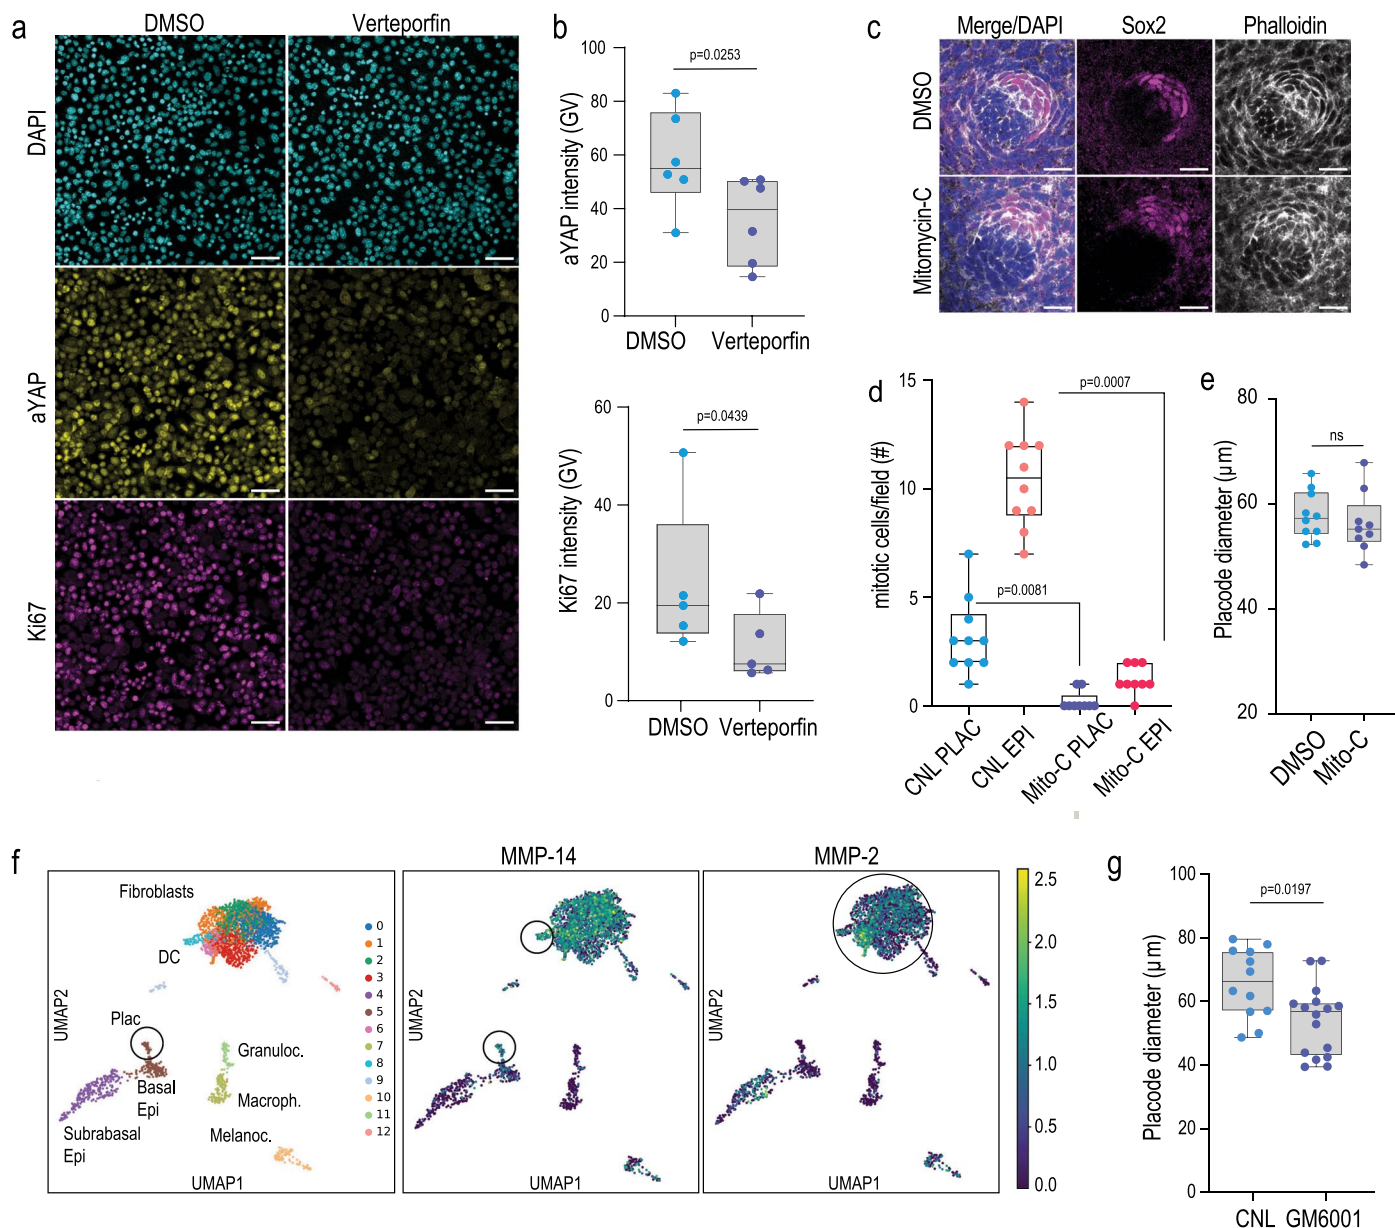 a
DMSO
Verteporfin
DAPI
aYAP
Ki67
b
100
80
60
40
20
0
aYAP intensity (GV)
p=0.0253
DMSO
Verteporfin
60
40
20
0
Ki67 intensity (GV)
p=0.0439
DMSO
Verteporfin
c
Merge/DAPI
Sox2
Phalloidin
DMSO
Mitomycin-C
d
15
10
5
0
mitotic cells/field (#)
p=0.0007
p=0.0081
CNL PLAC
CNL EPI
Mito-C PLAC
Mito-C EPI
e
80
60
40
20
Placode diameter (µm)
ns
DMSO
Mito-C
f
Fibroblasts
DC
Plac
Basal
Epi
Subrabasal
Epi
Granuloc.
Macroph.
Melanoc.
0
1
2
3
4
5
6
7
8
9
10
11
12
UMAP2
UMAP1
MMP-14
UMAP2
UMAP1
MMP-2
UMAP2
UMAP1
2.5
2.0
1.5
1.0
0.5
0.0
g
100
80
60
40
20
0
Placode diameter (µm)
p=0.0197
CNL
GM6001